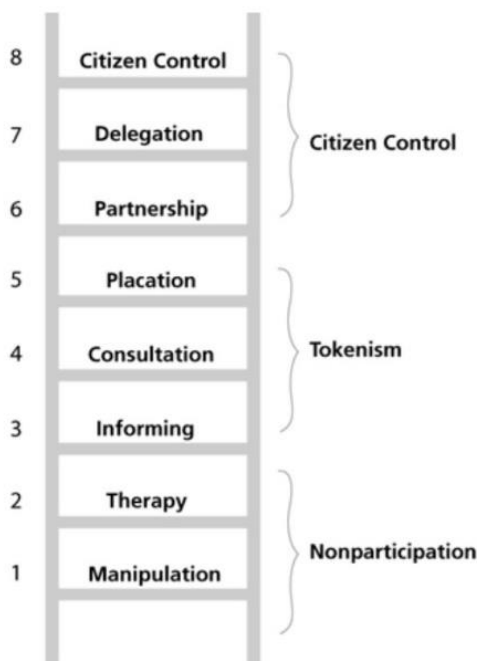 8 Citizen Control
7 Delegation
Citizen Control
6 Partnership
5 Placation
4 Consultation
Tokenism
3 Informing
2 Therapy
Nonparticipation
1 Manipulation